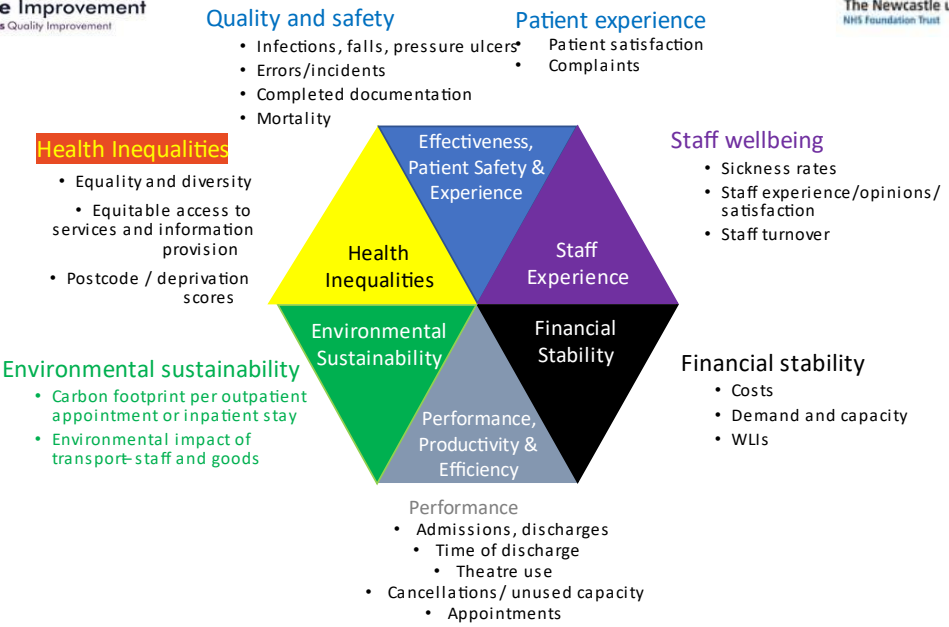 e Improvement
s Quality Improvement
The Newcastle u
NHS Foundation Trust
Quality and safety
• Infections, falls, pressure ulcers
• Errors/incidents
• Completed documentation
• Mortality
Patient experience
• Patient satisfaction
• Complaints
Health Inequalities
• Equality and diversity
• Equitable access to
services and information
provision
• Postcode / deprivation
scores
Effectiveness,
Patient Safety &
Experience
Staff wellbeing
• Sickness rates
• Staff experience/opinions/
satisfaction
• Staff turnover
Health
Inequalities
Staff
Experience
Environmental
Sustainability
Financial
Stability
Environmental sustainability
• Carbon footprint per outpatient
appointment or inpatient stay
• Environmental impact of
transport–staff and goods
Financial stability
• Costs
• Demand and capacity
• WLIs
Performance,
Productivity &
Efficiency
Performance
• Admissions, discharges
• Time of discharge
• Theatre use
• Cancellations/ unused capacity
• Appointments